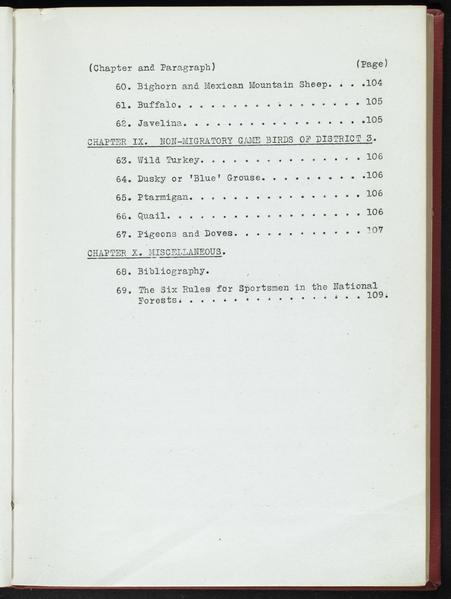 (Chapter and Paragraph) (Page)
60. Bighorn and Mexican Mountain Sheep. . . .104
61. Buffalo. . . . . . . . . . . . . . . . . 105
62. Javelina. . . . . . . . . . . . . . . . .105
CHAPTER IX. NON-MIGRATORY GAME BIRDS OF DISTRICT 3.
63. Wild Turkey. . . . . . . . . . . . . . . 106
64. Dusky or 'Blue' Grouse. . . . . . . . . .106
65. Ptarmigan. . . . . . . . . . . . . . . . 106
66. Quail. . . . . . . . . . . . . . . . . . 106
67. Pigeons and Doves. . . . . . . . . . . . 107
CHAPTER X. MISCELLANEOUS.
68. Bibliography.
69. The Six Rules for Sportsmen in the National
Forests. . . . . . . . . . . . . . . . . 109.